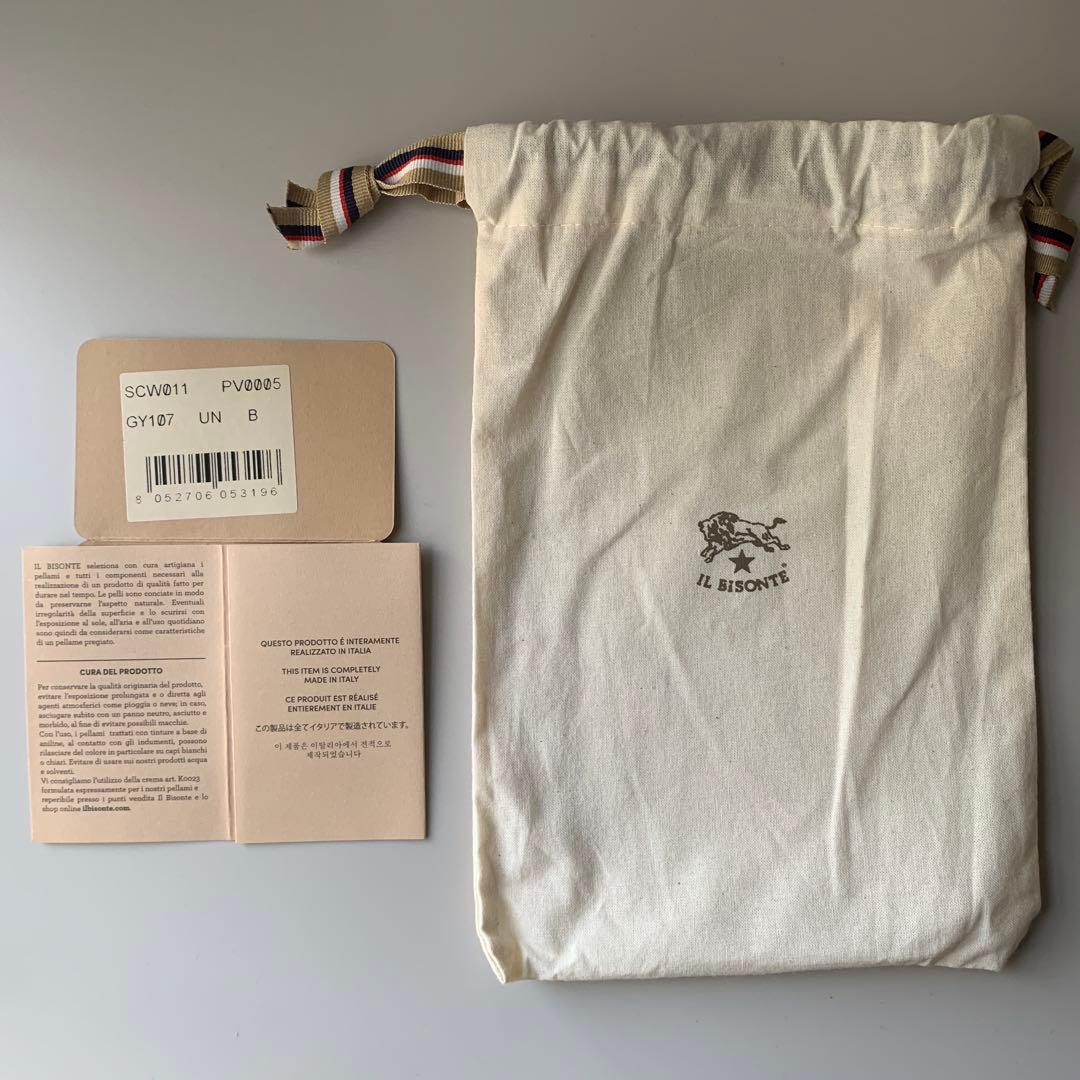 SCW011 PV0005
GY107 UN B
8 052706 053196
IL BISONTE seleziona con cura artigiana i
pellami e tutti i componenti necessari alla
realizzazione di un prodotto di qualità fatto per
durare nel tempo. Le pelli sono conciate in modo
da preservarne l'aspetto naturale. Eventuali
irregolarità della superficie e lo scurirsi con
l'esposizione al sole, all'aria e all'uso quotidiano
sono quindi da considerarsi come caratteristiche
di un pellame pregiato.
CURA DEL PRODOTTO
Per conservare la qualità originaria del prodotto,
evitare l'esposizione prolungata e o diretta agli
agenti atmosferici come pioggia o neve; in caso,
asciugare subito con un panno neutro, asciutto e
morbido, al fine di evitare possibili macchie.
Con l'uso, i pellami trattati con tinture a base di
aniline, al contatto con gli indumenti, possono
rilasciare del colore in particolare su capi bianchi
o chiari. Evitare di usare sui nostri prodotti acqua
e solventi.
Vi consigliamo l'utilizzo della crema art. K0023
formulata espressamente per i nostri pellami e
reperibile presso i punti vendita Il Bisonte e lo
shop online ilbisonte.com.
QUESTO PRODOTTO É INTERAMENTE
REALIZZATO IN ITALIA
THIS ITEM IS COMPLETELY
MADE IN ITALY
CE PRODUIT EST RÉALISÉ
ENTIEREMENT EN ITALIE
この製品は全てイタリアで製造されています。
이 제품은 이탈리아에서 전적으로
제작되었습니다
IL BISONTE®